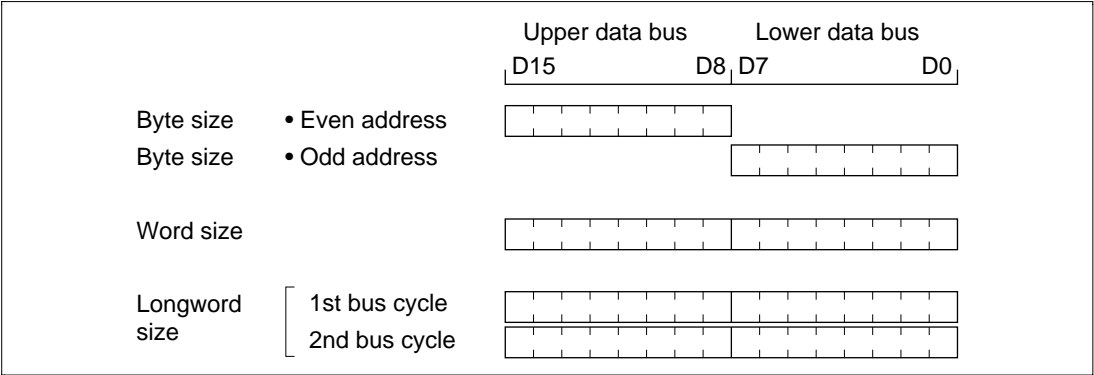 Upper data bus Lower data bus
D15 D8 D7 D0
Byte size • Even address
Byte size • Odd address
Word size
Longword size
1st bus cycle
2nd bus cycle